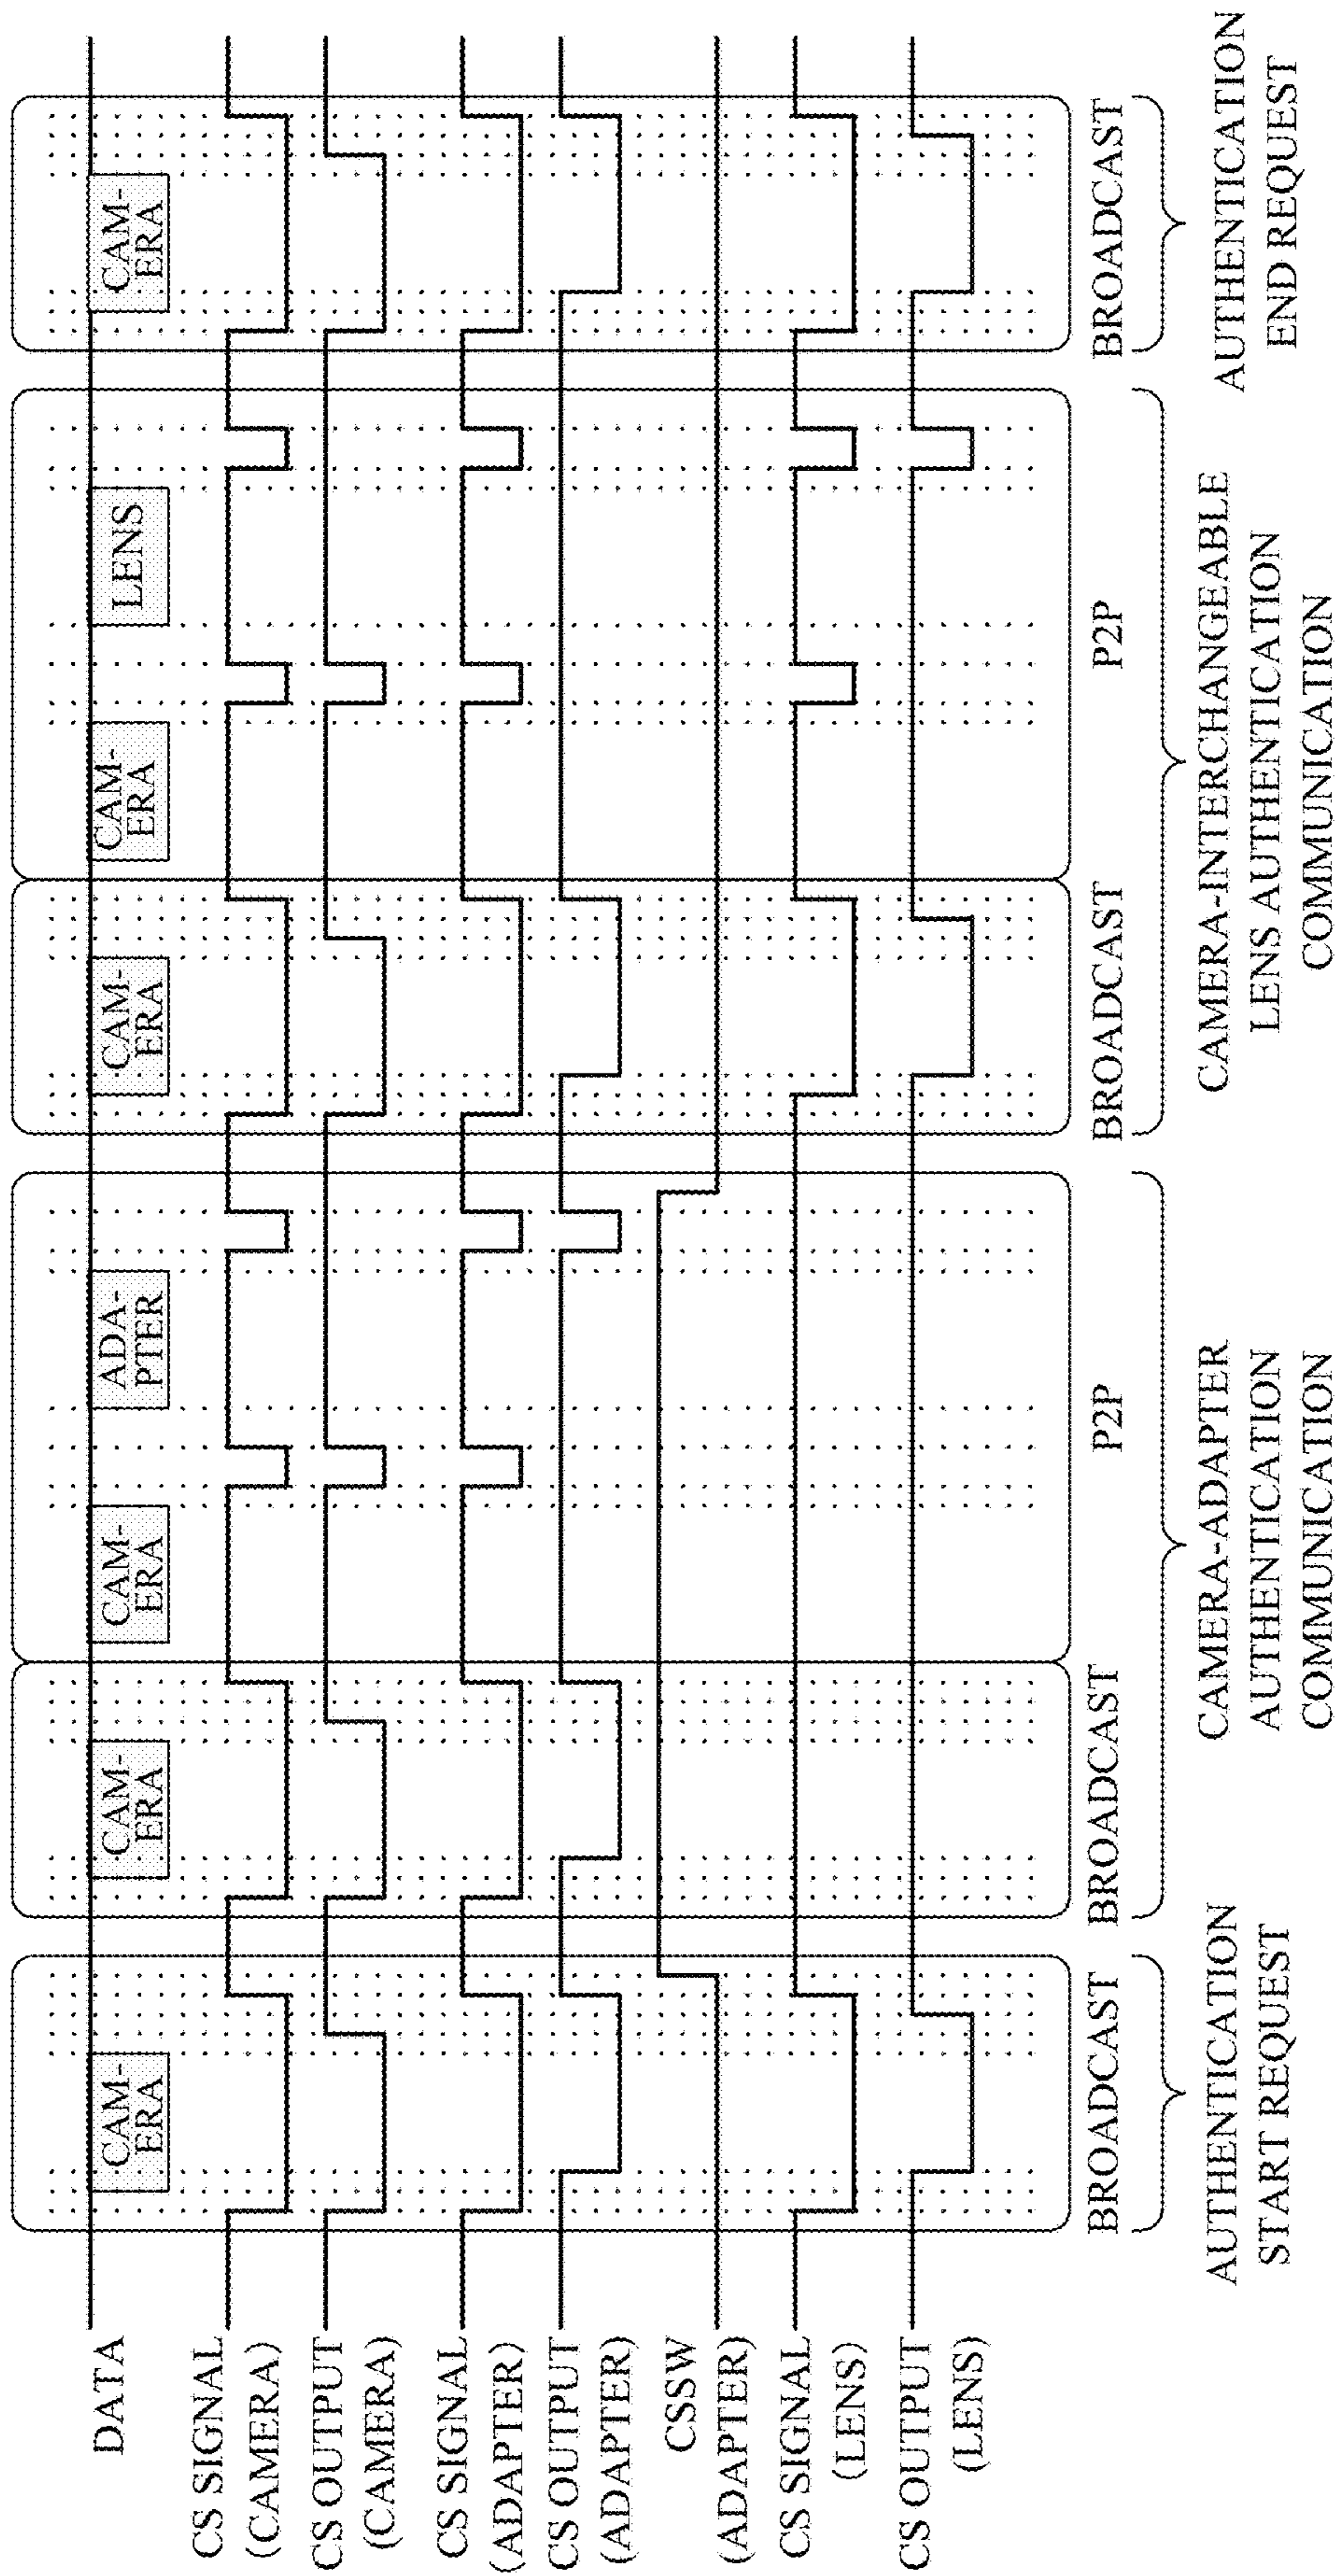 DATA
CS SIGNAL
(CAMERA)
CS OUTPUT
(CAMERA)
CS SIGNAL
(ADAPTER)
CS OUTPUT
(ADAPTER)
CSSW
(ADAPTER)
CS SIGNAL
(LENS)
CS OUTPUT
(LENS)
CAM-
ERA
CAM-
ERA
CAM-
ERA
ADA-
PTER
CAM-
ERA
CAM-
ERA
LENS
CAM-
ERA
BROADCAST
BROADCAST
P2P
BROADCAST
P2P
BROADCAST
AUTHENTICATION
START REQUEST
CAMERA-ADAPTER
AUTHENTICATION
COMMUNICATION
CAMERA-INTERCHANGEABLE
LENS AUTHENTICATION
COMMUNICATION
AUTHENTICATION
END REQUEST